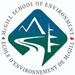 McGILL SCHOOL OF ENVIRONMENT
ÉCOLE D'ENVIRONNEMENT DE McGILL